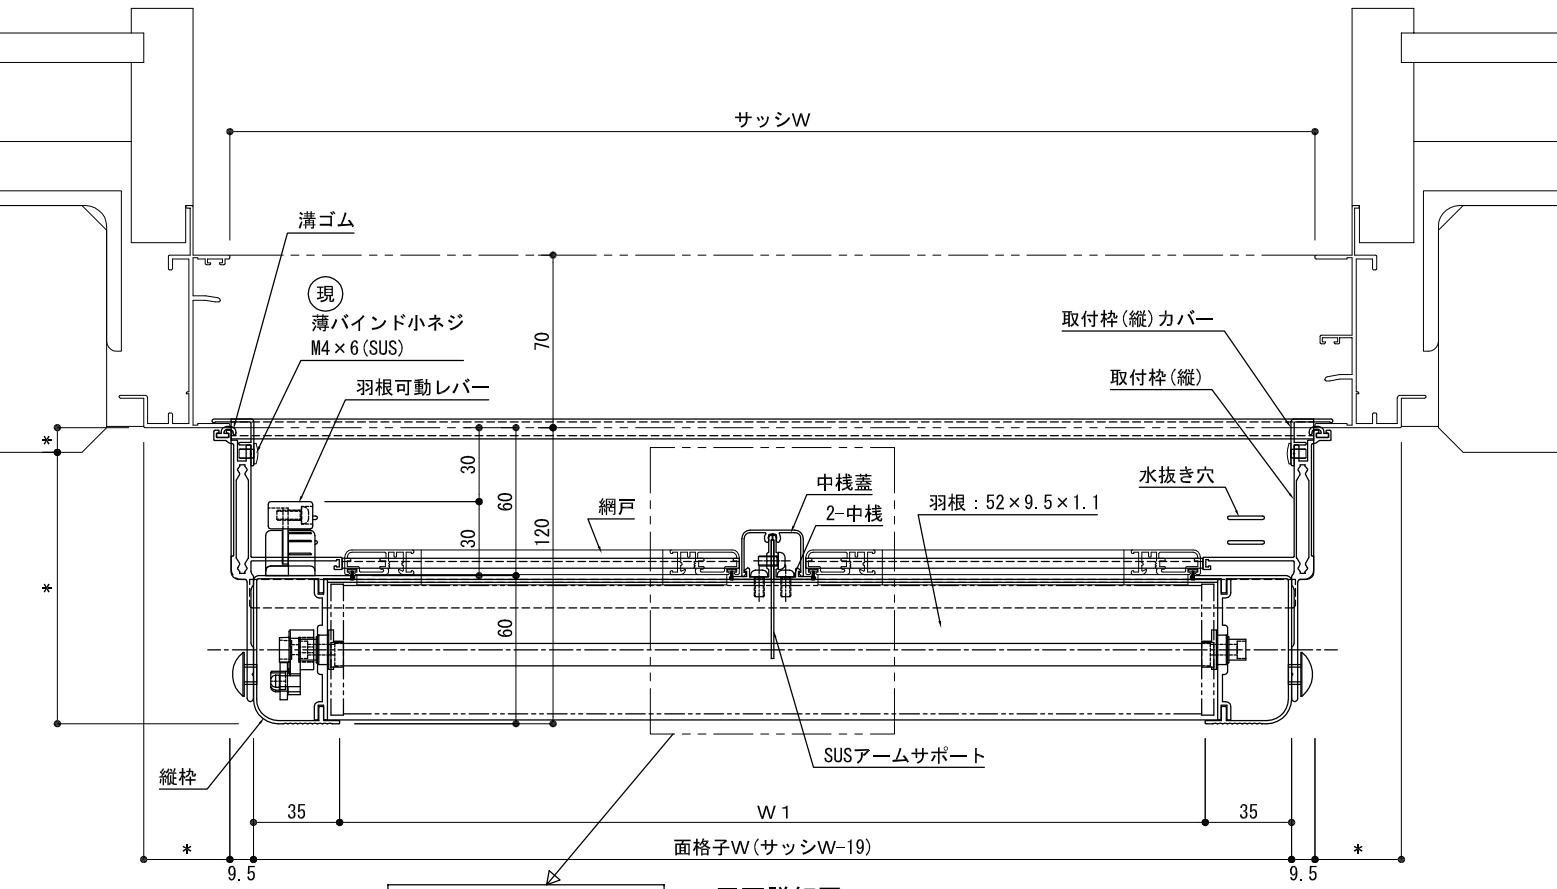 サッシW
溝ゴム
現
薄バインド小ネジ
M4×6(SUS)
羽根可動レバー
70
取付枠(縦)カバー
取付枠(縦)
*
30
60
30
120
網戸
中桟蓋
2-中桟
羽根：52×9.5×1.1
水抜き穴
*
60
縦枠
SUSアームサポート
35
W1
35
*
9.5
面格子W(サッシW-19)
9.5
*